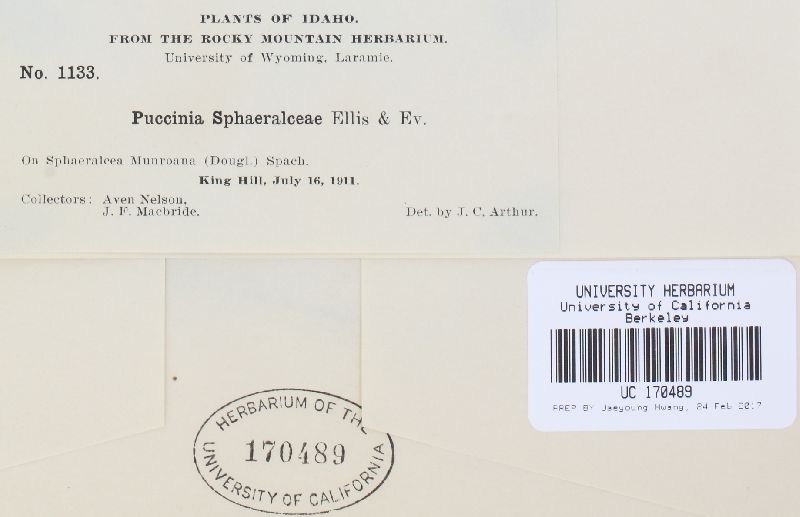 PLANTS OF IDAHO.
FROM THE ROCKY MOUNTAIN HERBARIUM.
University of Wyoming, Laramie.
No. 1133.
Puccinia Sphaeralceae Ellis & Ev.
On Sphaeralcea Munroana (Dougl.) Spach.
King Hill, July 16, 1911.
Collectors: Aven Nelson,
J. F. Macbride.
Det. by J. C. Arthur.
UNIVERSITY HERBARIUM
University of California
Berkeley
UC 170489
PREP BY Jaeyoung Hwang, 24 Feb 2017
HERBARIUM OF THE
170489
UNIVERSITY OF CALIFORNIA